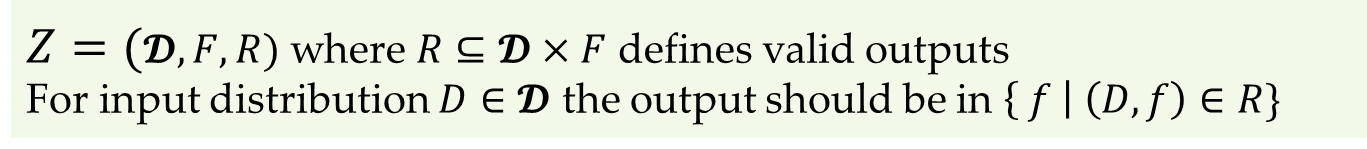 Z = (𝓓, F, R) where R ⊆ 𝓓 × F defines valid outputs
For input distribution D ∈ 𝓓 the output should be in { f | (D, f) ∈ R}